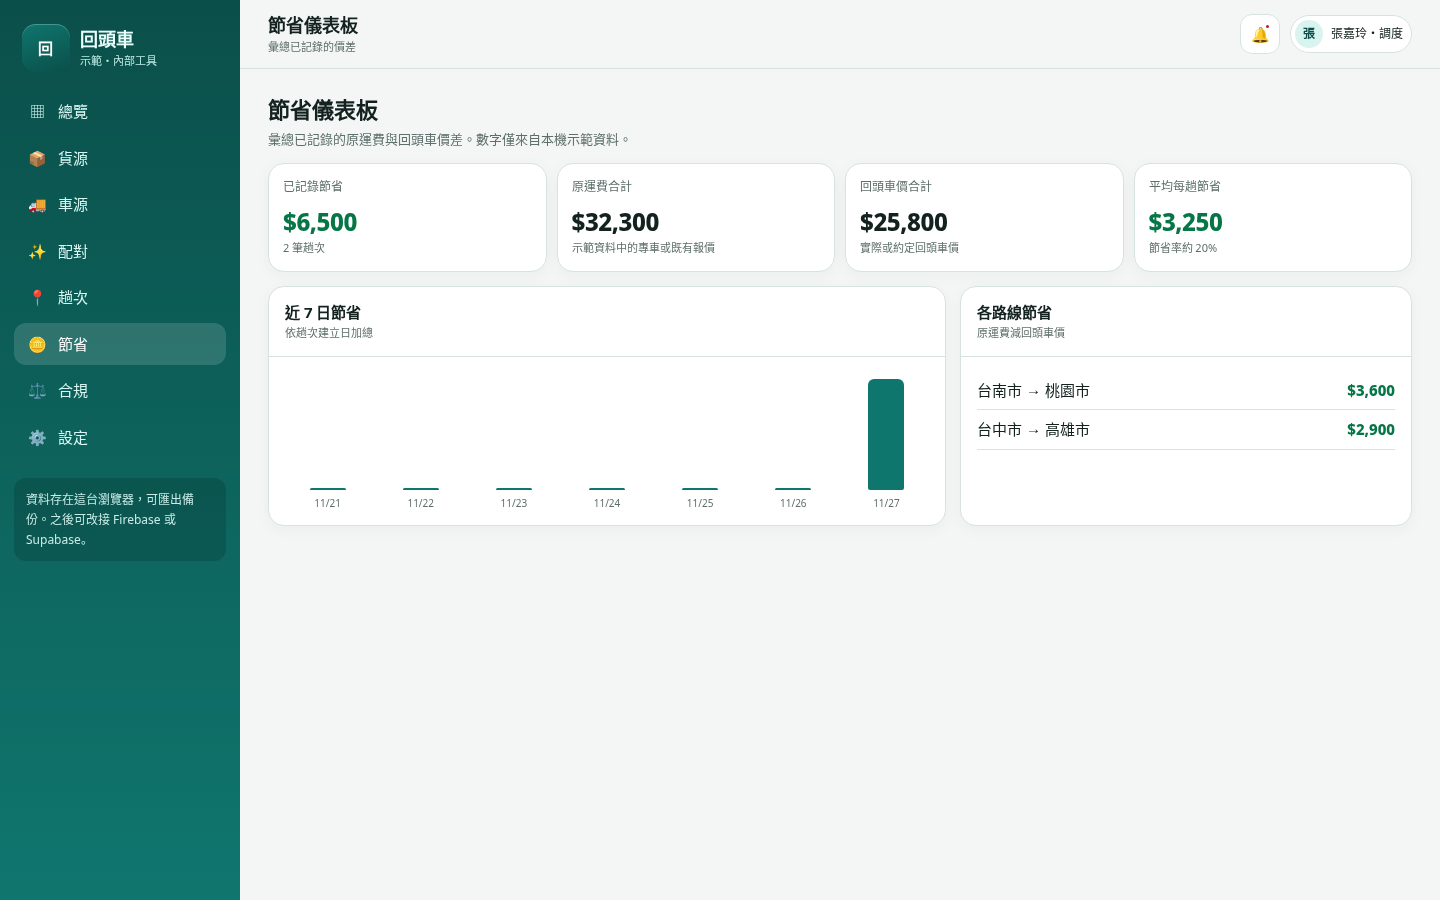 回
回頭車
示範・內部工具
總覽
貨源
車源
配對
趟次
節省
合規
設定
資料存在這台瀏覽器，可匯出備
份。之後可改接 Firebase 或
Supabase。
節省儀表板
彙總已記錄的價差
張
張嘉玲・調度
節省儀表板
彙總已記錄的原運費與回頭車價差。數字僅來自本機示範資料。
已記錄節省
$6,500
2 筆趟次
原運費合計
$32,300
示範資料中的專車或既有報價
回頭車價合計
$25,800
實際或約定回頭車價
平均每趟節省
$3,250
節省率約 20%
近 7 日節省
依趟次建立日加總
11/21
11/22
11/23
11/24
11/25
11/26
11/27
各路線節省
原運費減回頭車價
台南市 → 桃園市
$3,600
台中市 → 高雄市
$2,900